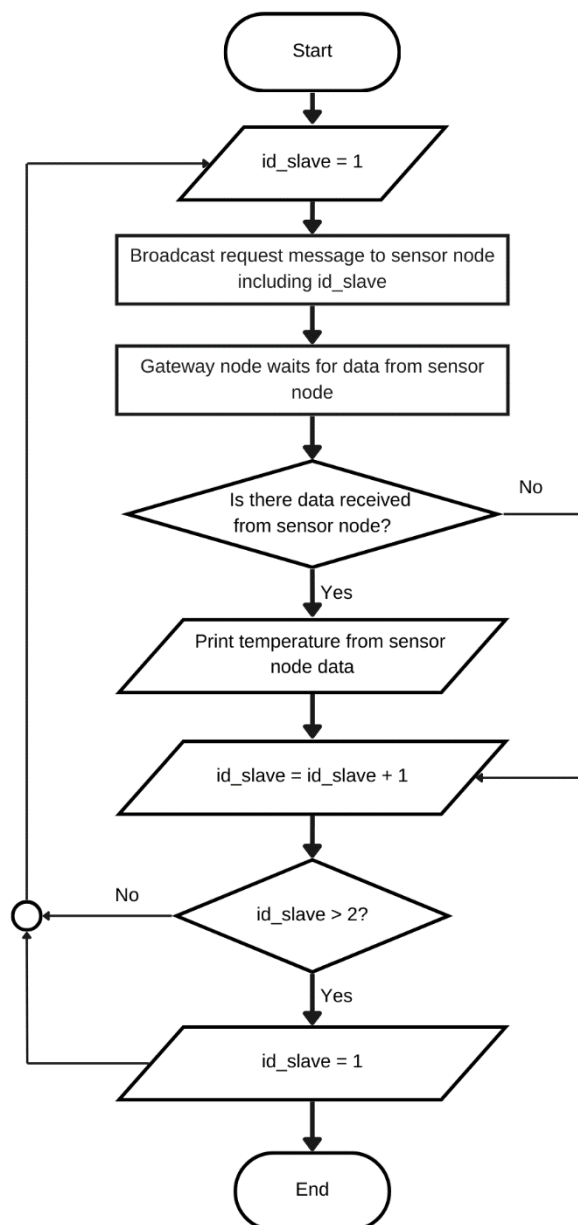 Start
id_slave = 1
Broadcast request message to sensor node
including id_slave
Gateway node waits for data from sensor
node
Is there data received
from sensor node?
No
Yes
Print temperature from sensor
node data
id_slave = id_slave + 1
No
id_slave > 2?
Yes
id_slave = 1
End